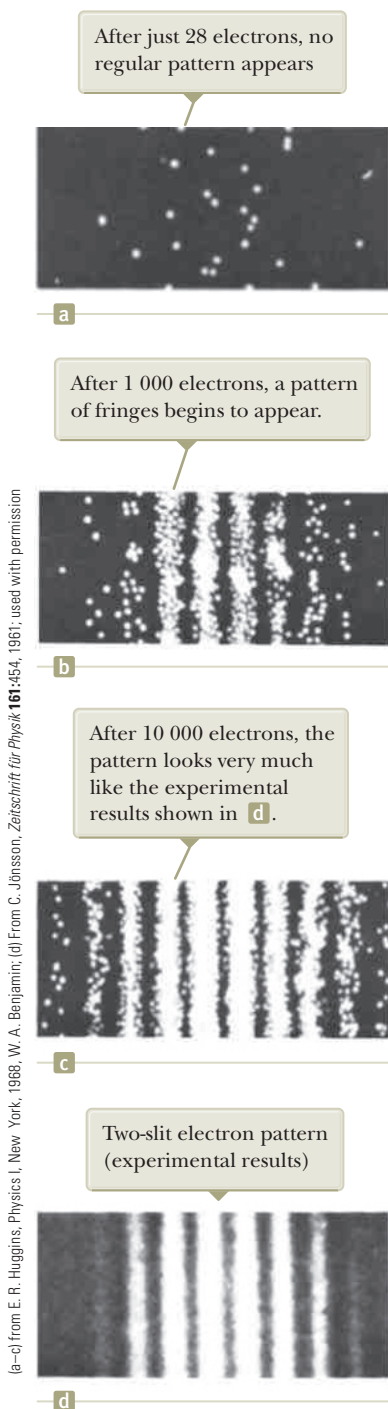 After just 28 electrons, no
regular pattern appears
a
After 1 000 electrons, a pattern
of fringes begins to appear.
b
After 10 000 electrons, the
pattern looks very much
like the experimental
results shown in d .
c
Two-slit electron pattern
(experimental results)
d
(a–c) from E. R. Huggins, Physics I, New York, 1968, W. A. Benjamin; (d) From C. Jönsson, Zeitschrift für Physik 161:454, 1961; used with permission